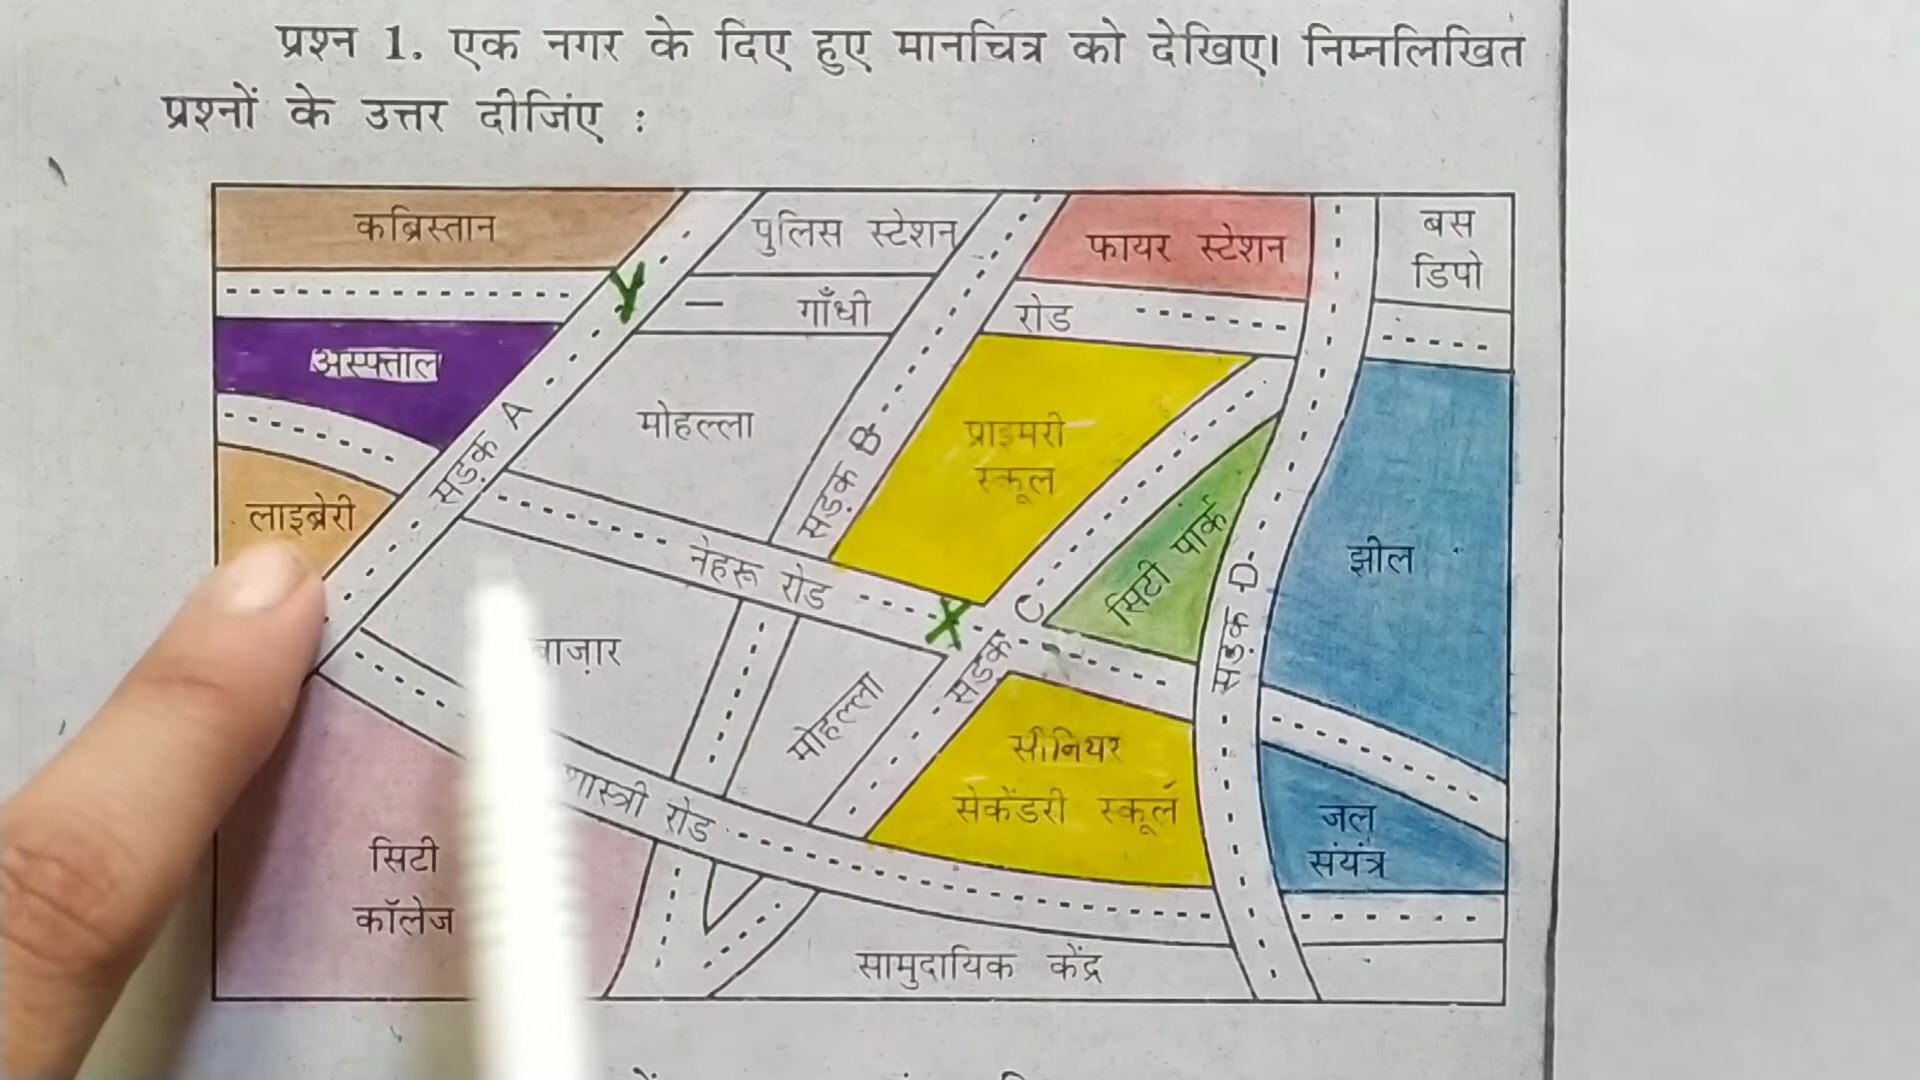 प्रश्न 1. एक नगर के दिए हुए मानचित्र को देखिए। निम्नलिखित
प्रश्नों के उत्तर दीजिए :
कब्रिस्तान
पुलिस स्टेशन
फायर स्टेशन
बस
डिपो
Y
गाँधी
रोड
अस्पत्ताल
सड़क A
मोहल्ला
सड़क B
प्राइमरी
स्कूल
लाइब्रेरी
सिटी पार्क
झील
नेहरू रोड
X
सड़क C
सड़क D
बाज़ार
मोहल्ला
सीनियर
सेकेंडरी स्कूल
शास्त्री रोड
जल
संयंत्र
सिटी
कॉलेज
सामुदायिक केंद्र